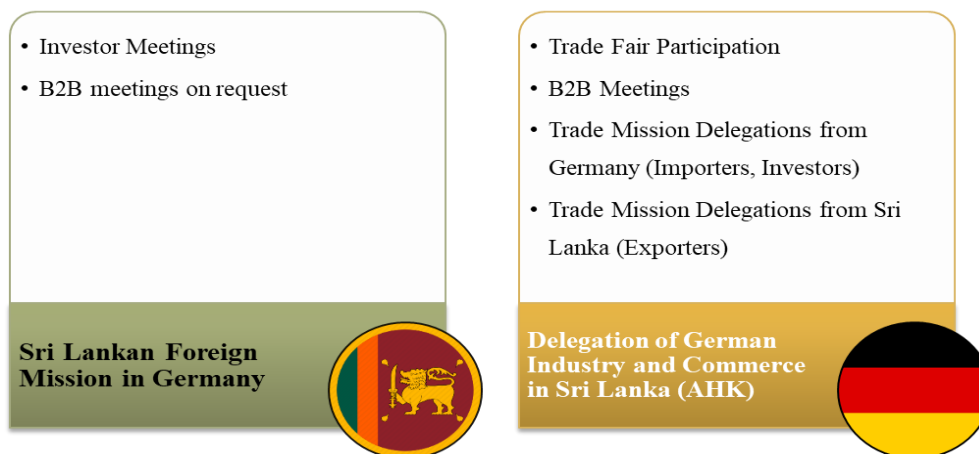 • Investor Meetings
• B2B meetings on request
Sri Lankan Foreign
Mission in Germany
• Trade Fair Participation
• B2B Meetings
• Trade Mission Delegations from
Germany (Importers, Investors)
• Trade Mission Delegations from Sri
Lanka (Exporters)
Delegation of German
Industry and Commerce
in Sri Lanka (AHK)